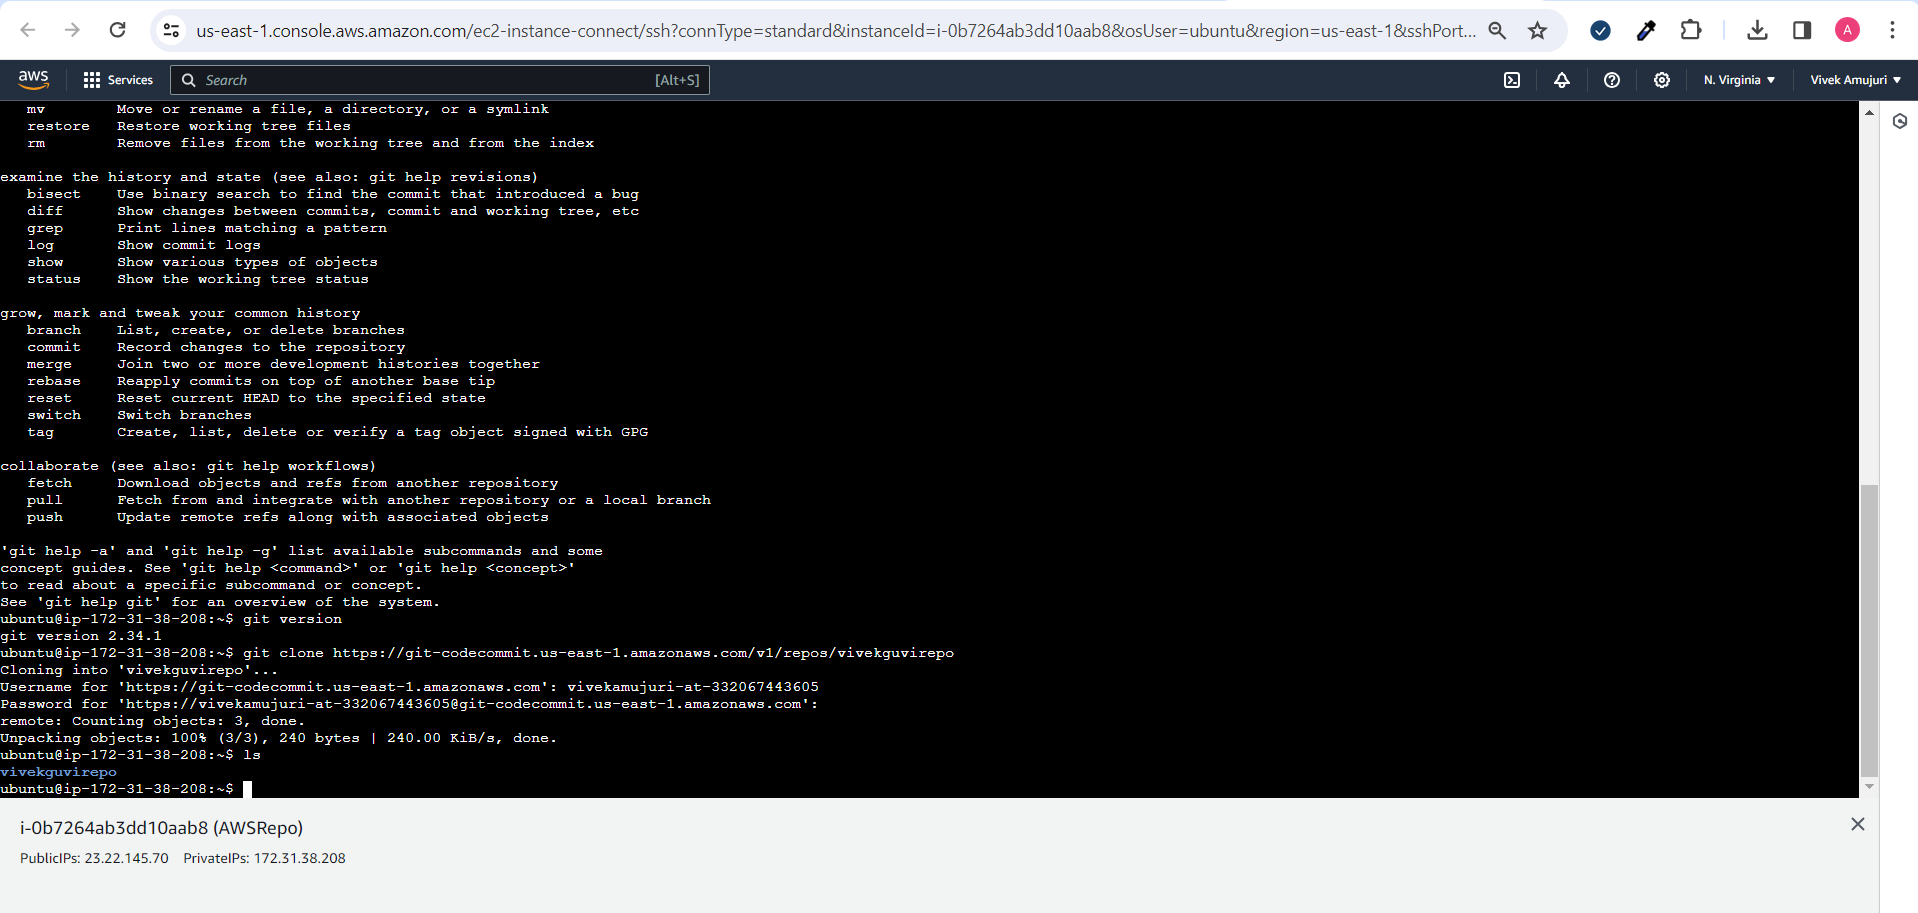 us-east-1.console.aws.amazon.com/ec2-instance-connect/ssh?connType=standard&instanceId=i-0b7264ab3dd10aab8&osUser=ubuntu&region=us-east-1&sshPort...
A
aws Services Search [Alt+S] N. Virginia Vivek Amujuri
mv Move or rename a file, a directory, or a symlink
restore Restore working tree files
rm Remove files from the working tree and from the index
examine the history and state (see also: git help revisions)
bisect Use binary search to find the commit that introduced a bug
diff Show changes between commits, commit and working tree, etc
grep Print lines matching a pattern
log Show commit logs
show Show various types of objects
status Show the working tree status
grow, mark and tweak your common history
branch List, create, or delete branches
commit Record changes to the repository
merge Join two or more development histories together
rebase Reapply commits on top of another base tip
reset Reset current HEAD to the specified state
switch Switch branches
tag Create, list, delete or verify a tag object signed with GPG
collaborate (see also: git help workflows)
fetch Download objects and refs from another repository
pull Fetch from and integrate with another repository or a local branch
push Update remote refs along with associated objects
'git help -a' and 'git help -g' list available subcommands and some
concept guides. See 'git help <command>' or 'git help <concept>'
to read about a specific subcommand or concept.
See 'git help git' for an overview of the system.
ubuntu@ip-172-31-38-208:~$ git version
git version 2.34.1
ubuntu@ip-172-31-38-208:~$ git clone https://git-codecommit.us-east-1.amazonaws.com/v1/repos/vivekguvirepo
Cloning into 'vivekguvirepo'...
Username for 'https://git-codecommit.us-east-1.amazonaws.com': vivekamujuri-at-332067443605
Password for 'https://vivekamujuri-at-332067443605@git-codecommit.us-east-1.amazonaws.com':
remote: Counting objects: 3, done.
Unpacking objects: 100% (3/3), 240 bytes | 240.00 KiB/s, done.
ubuntu@ip-172-31-38-208:~$ ls
vivekguvirepo
ubuntu@ip-172-31-38-208:~$
i-0b7264ab3dd10aab8 (AWSRepo)
PublicIPs: 23.22.145.70 PrivateIPs: 172.31.38.208